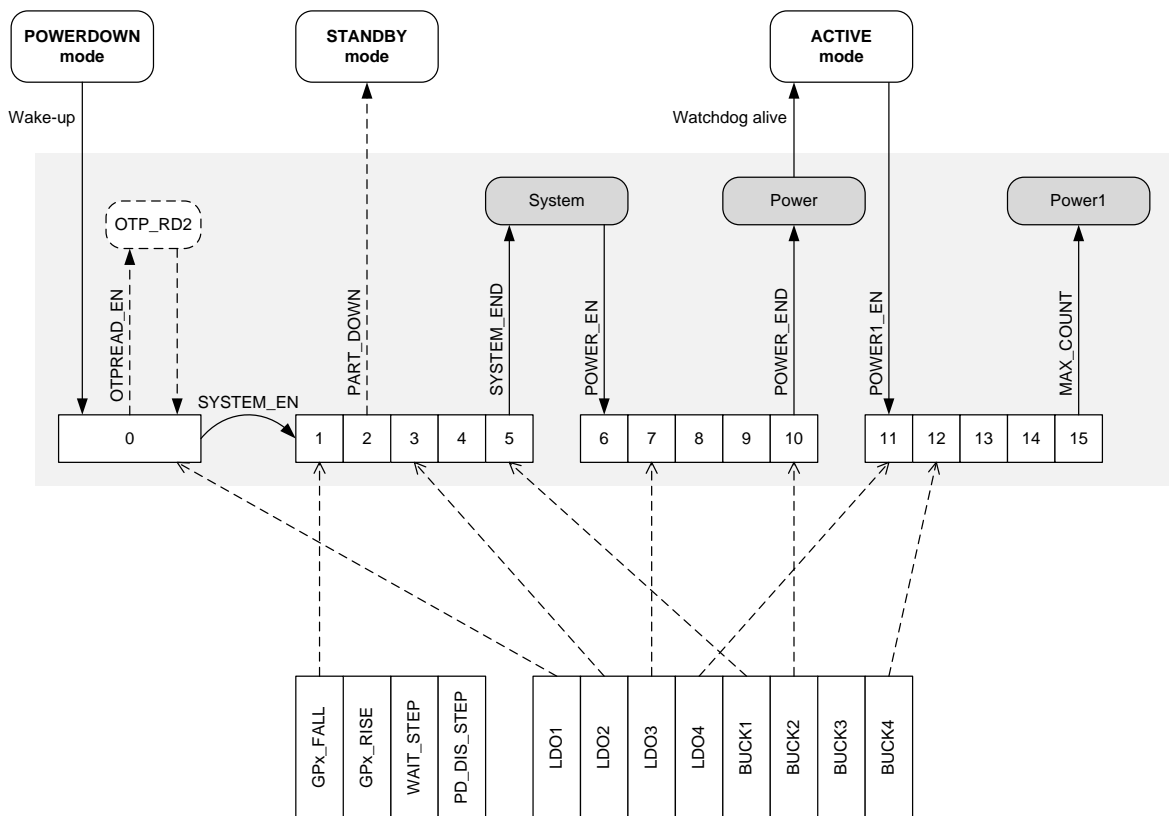 POWERDOWN
mode
STANDBY
mode
ACTIVE
mode
Wake-up
Watchdog alive
System
Power
Power1
OTP_RD2
OTPREAD_EN
PART_DOWN
SYSTEM_END
POWER_EN
POWER_END
POWER1_EN
MAX_COUNT
SYSTEM_EN
0 1 2 3 4 5 6 7 8 9 10 11 12 13 14 15
GPx_FALL
GPx_RISE
WAIT_STEP
PD_DIS_STEP
LDO1
LDO2
LDO3
LDO4
BUCK1
BUCK2
BUCK3
BUCK4